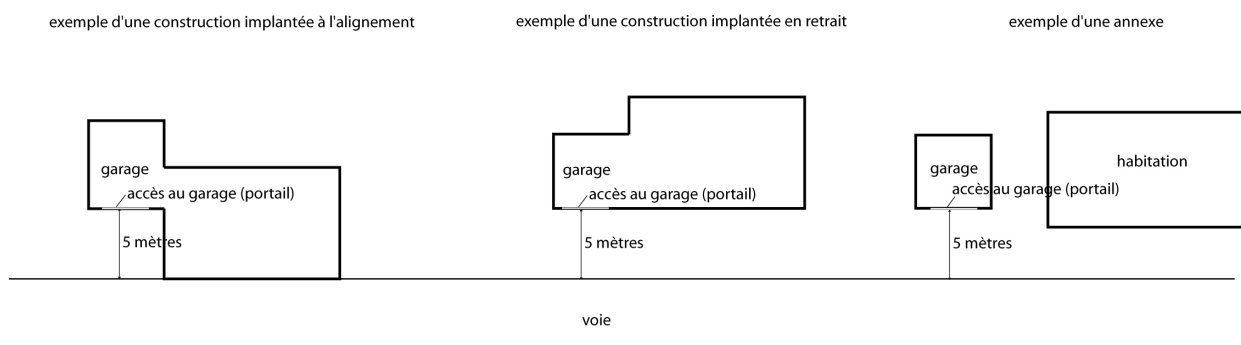 exemple d'une construction implantée à l'alignement
exemple d'une construction implantée en retrait
exemple d'une annexe
garage
accès au garage (portail)
5 mètres
garage
accès au garage (portail)
5 mètres
garage
accès au garage (portail)
5 mètres
habitation
voie